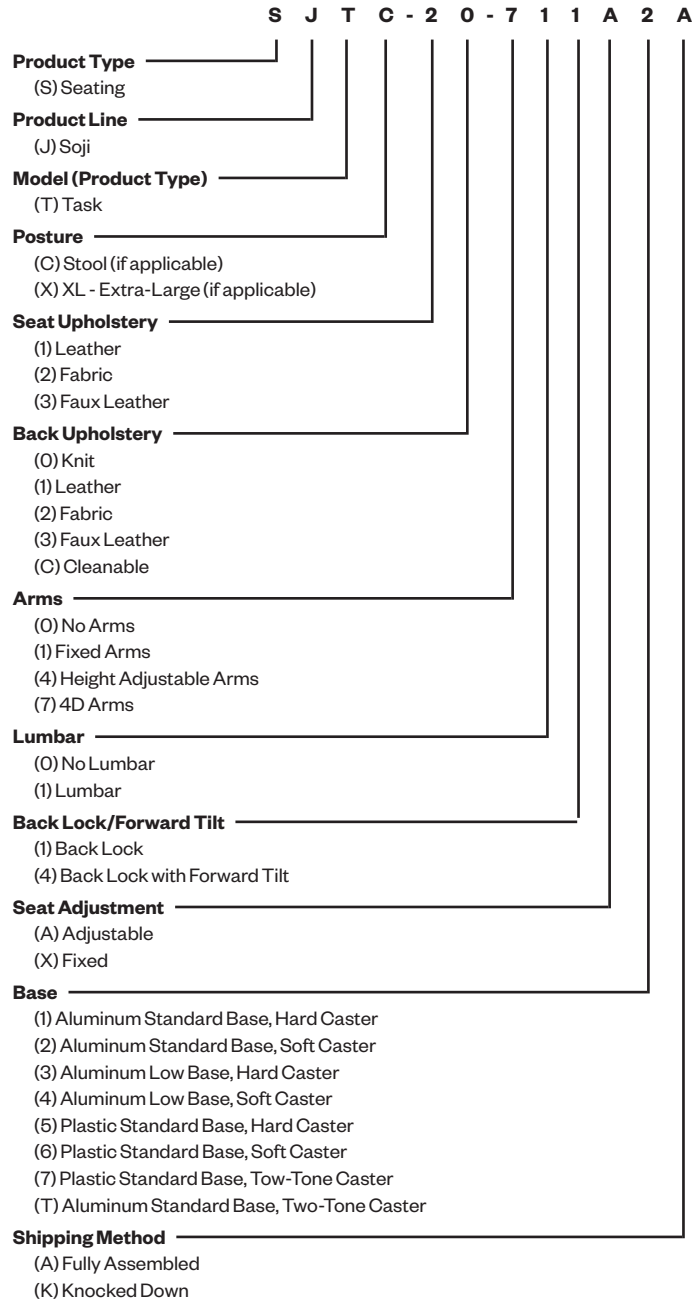 S J T C - 2 0 - 7 1 1 A 2 A
Product Type
(S) Seating
Product Line
(J) Soji
Model (Product Type)
(T) Task
Posture
(C) Stool (if applicable)
(X) XL - Extra-Large (if applicable)
Seat Upholstery
(1) Leather
(2) Fabric
(3) Faux Leather
Back Upholstery
(0) Knit
(1) Leather
(2) Fabric
(3) Faux Leather
(C) Cleanable
Arms
(0) No Arms
(1) Fixed Arms
(4) Height Adjustable Arms
(7) 4D Arms
Lumbar
(0) No Lumbar
(1) Lumbar
Back Lock/Forward Tilt
(1) Back Lock
(4) Back Lock with Forward Tilt
Seat Adjustment
(A) Adjustable
(X) Fixed
Base
(1) Aluminum Standard Base, Hard Caster
(2) Aluminum Standard Base, Soft Caster
(3) Aluminum Low Base, Hard Caster
(4) Aluminum Low Base, Soft Caster
(5) Plastic Standard Base, Hard Caster
(6) Plastic Standard Base, Soft Caster
(7) Plastic Standard Base, Tow-Tone Caster
(T) Aluminum Standard Base, Two-Tone Caster
Shipping Method
(A) Fully Assembled
(K) Knocked Down